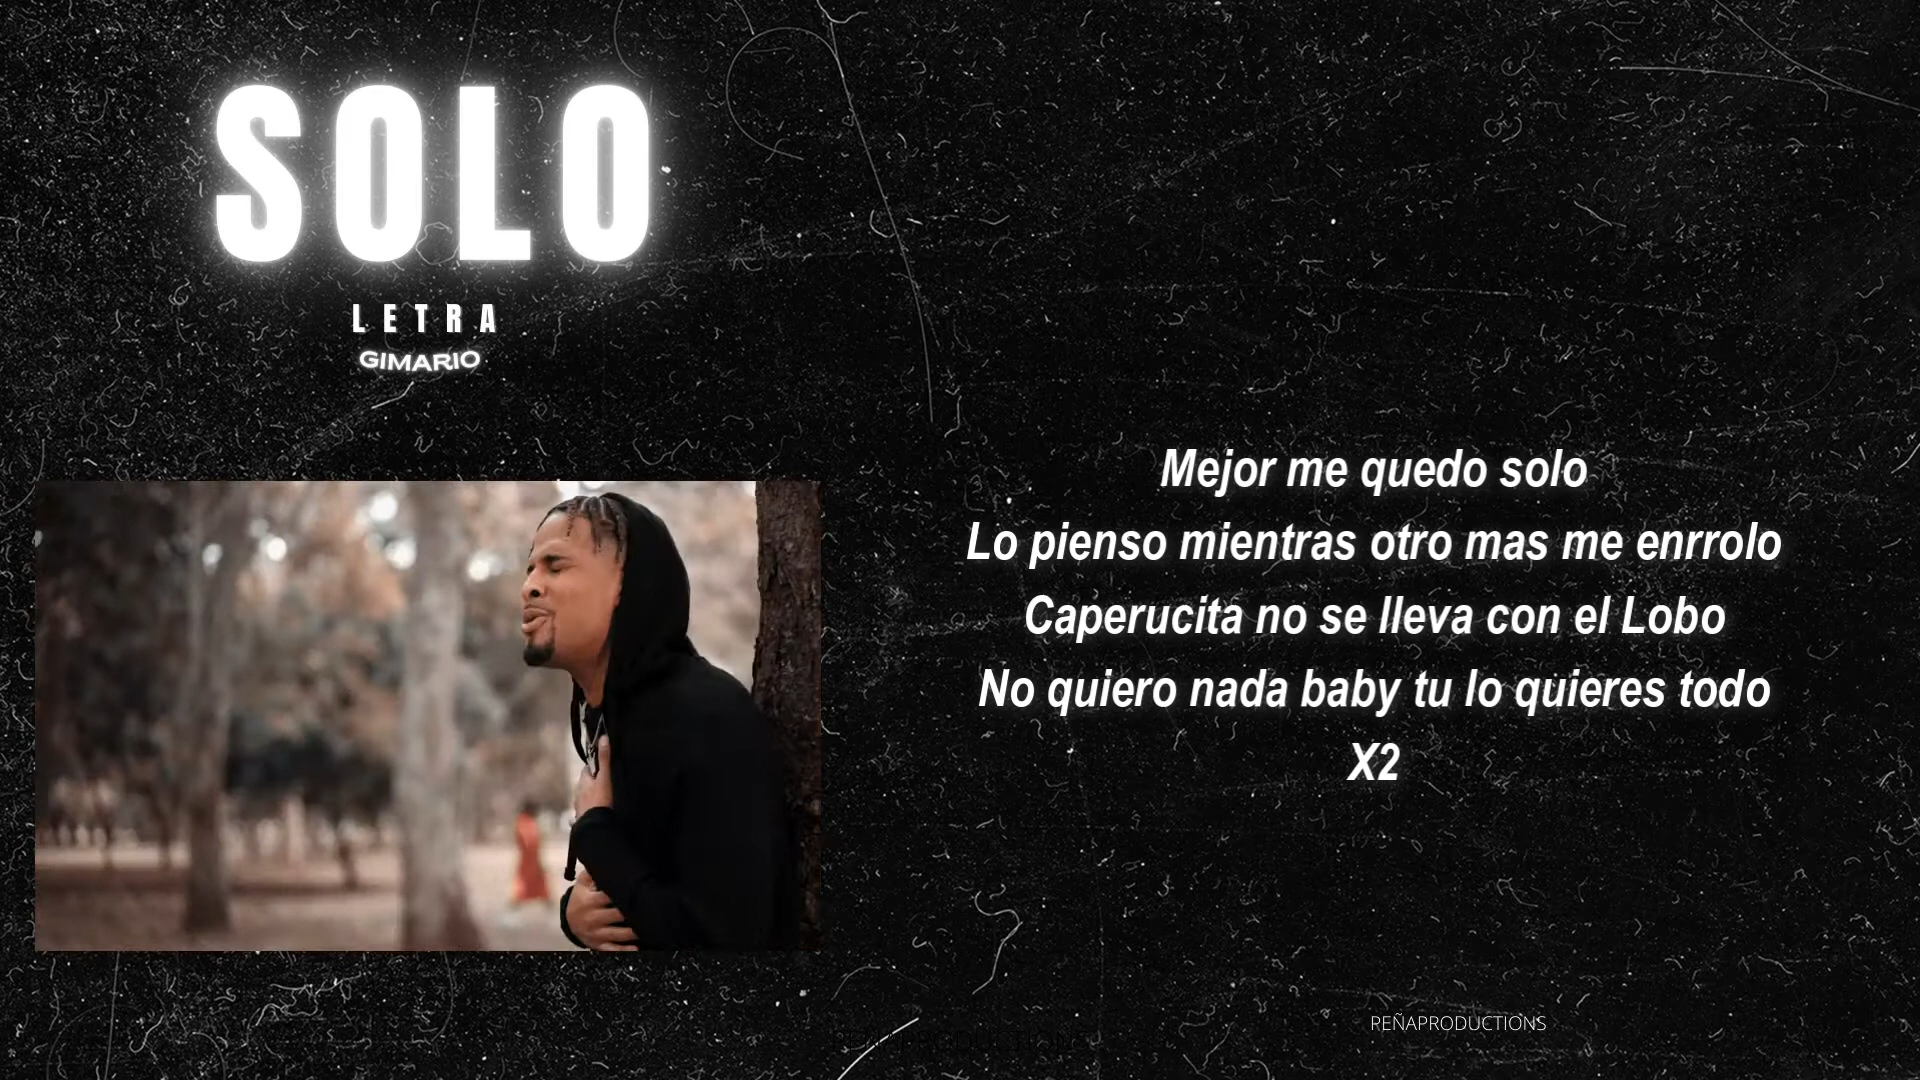 SOLO
LETRA
GIMARIO
Mejor me quedo solo
Lo pienso mientras otro mas me enrrolo
Caperucita no se lleva con el Lobo
No quiero nada baby tu lo quieres todo
X2
REÑAPRODUCTIONS